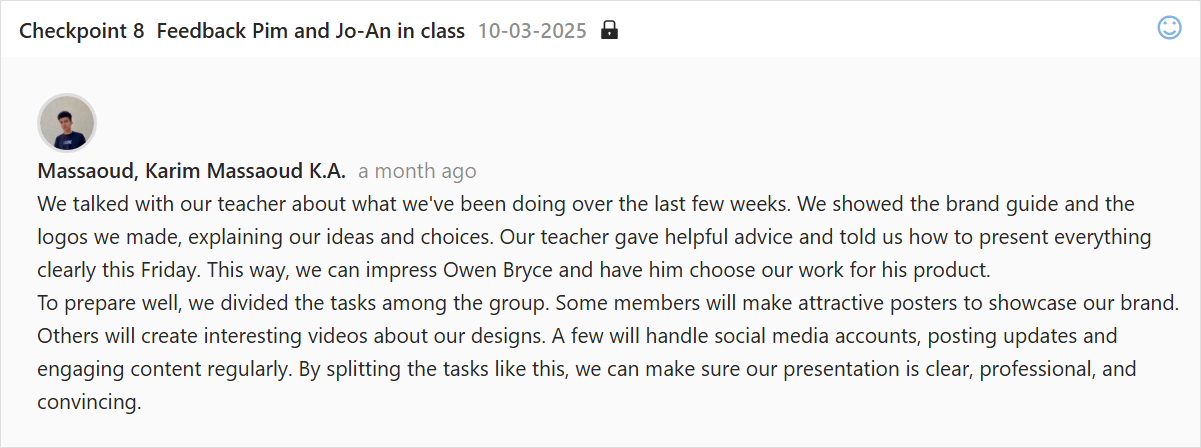 Checkpoint 8 Feedback Pim and Jo-An in class 10-03-2025
Massaoud, Karim Massaoud K.A. a month ago
We talked with our teacher about what we've been doing over the last few weeks. We showed the brand guide and the
logos we made, explaining our ideas and choices. Our teacher gave helpful advice and told us how to present everything
clearly this Friday. This way, we can impress Owen Bryce and have him choose our work for his product.
To prepare well, we divided the tasks among the group. Some members will make attractive posters to showcase our brand.
Others will create interesting videos about our designs. A few will handle social media accounts, posting updates and
engaging content regularly. By splitting the tasks like this, we can make sure our presentation is clear, professional, and
convincing.